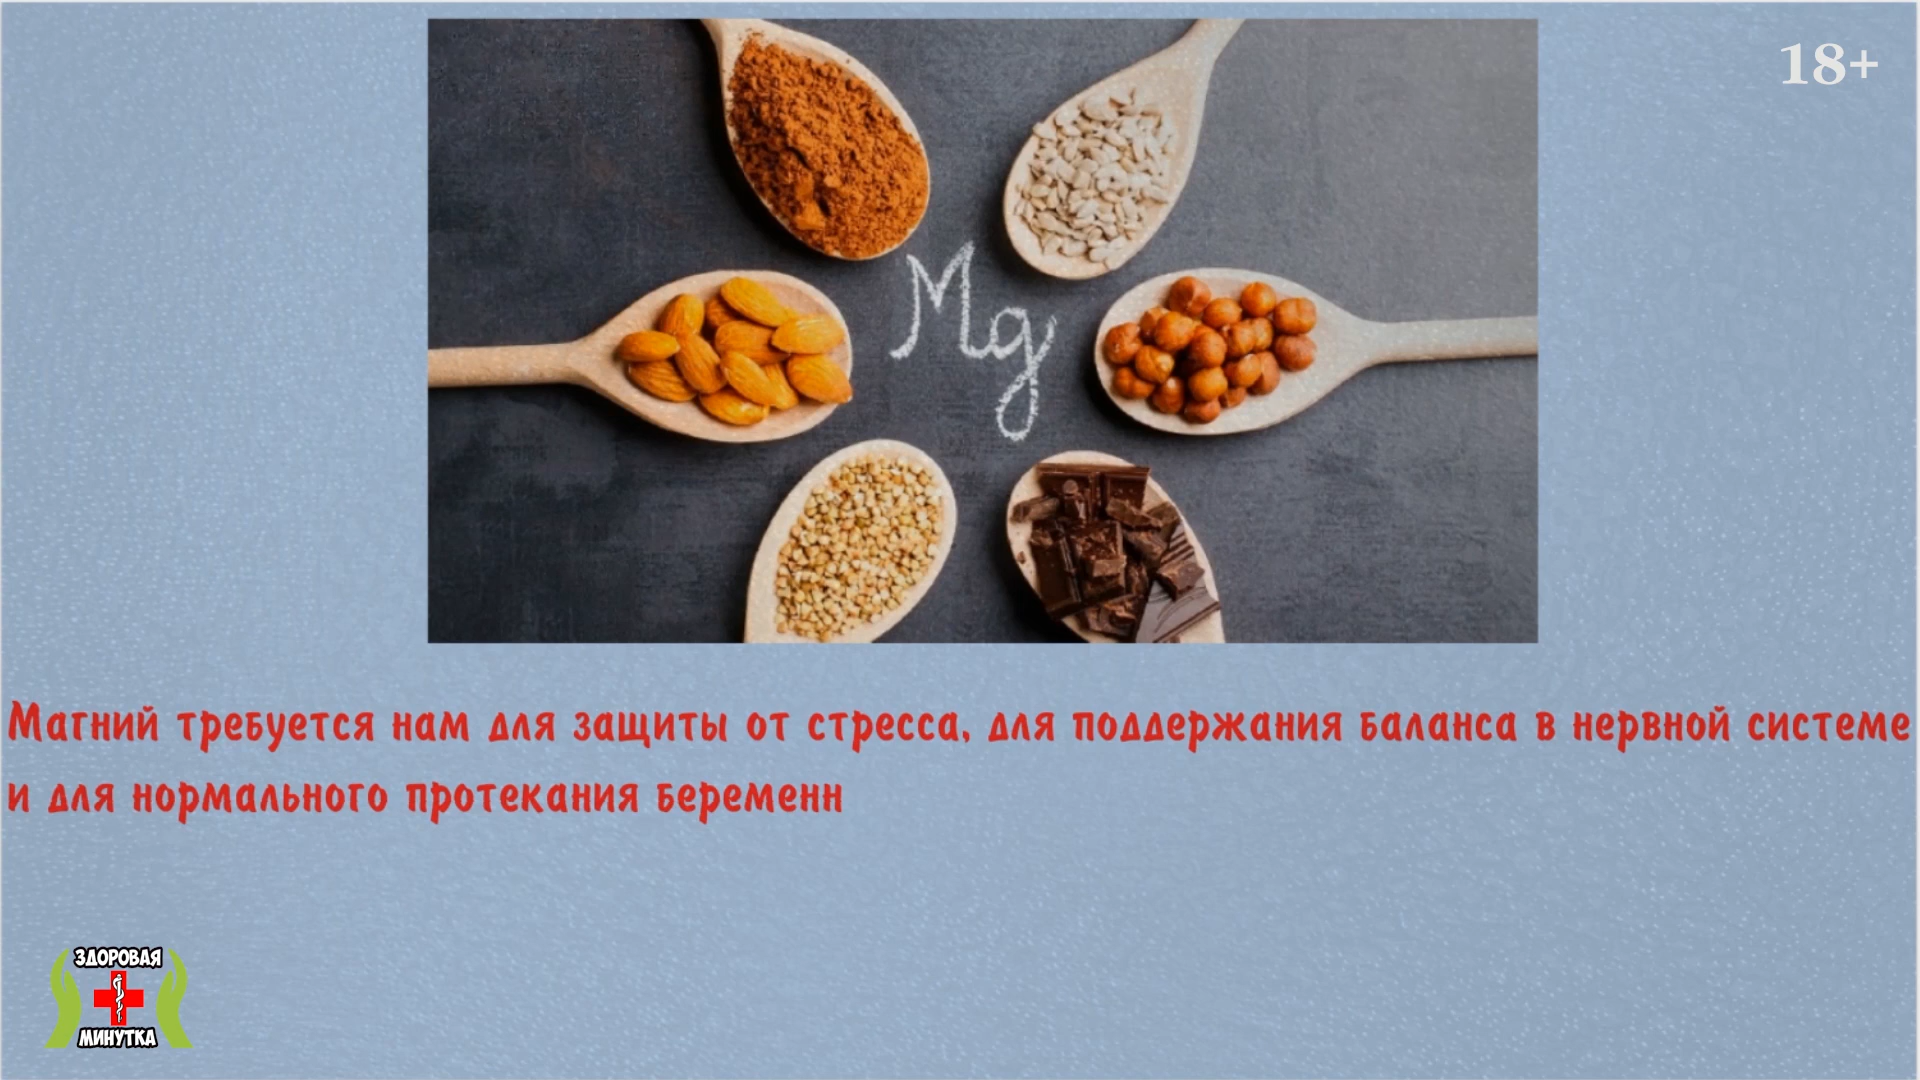 18+
Mg
Магний требуется нам для защиты от стресса, для поддержания баланса в нервной системе
и для нормального протекания беременн
ЗДОРОВАЯ
МИНУТКА